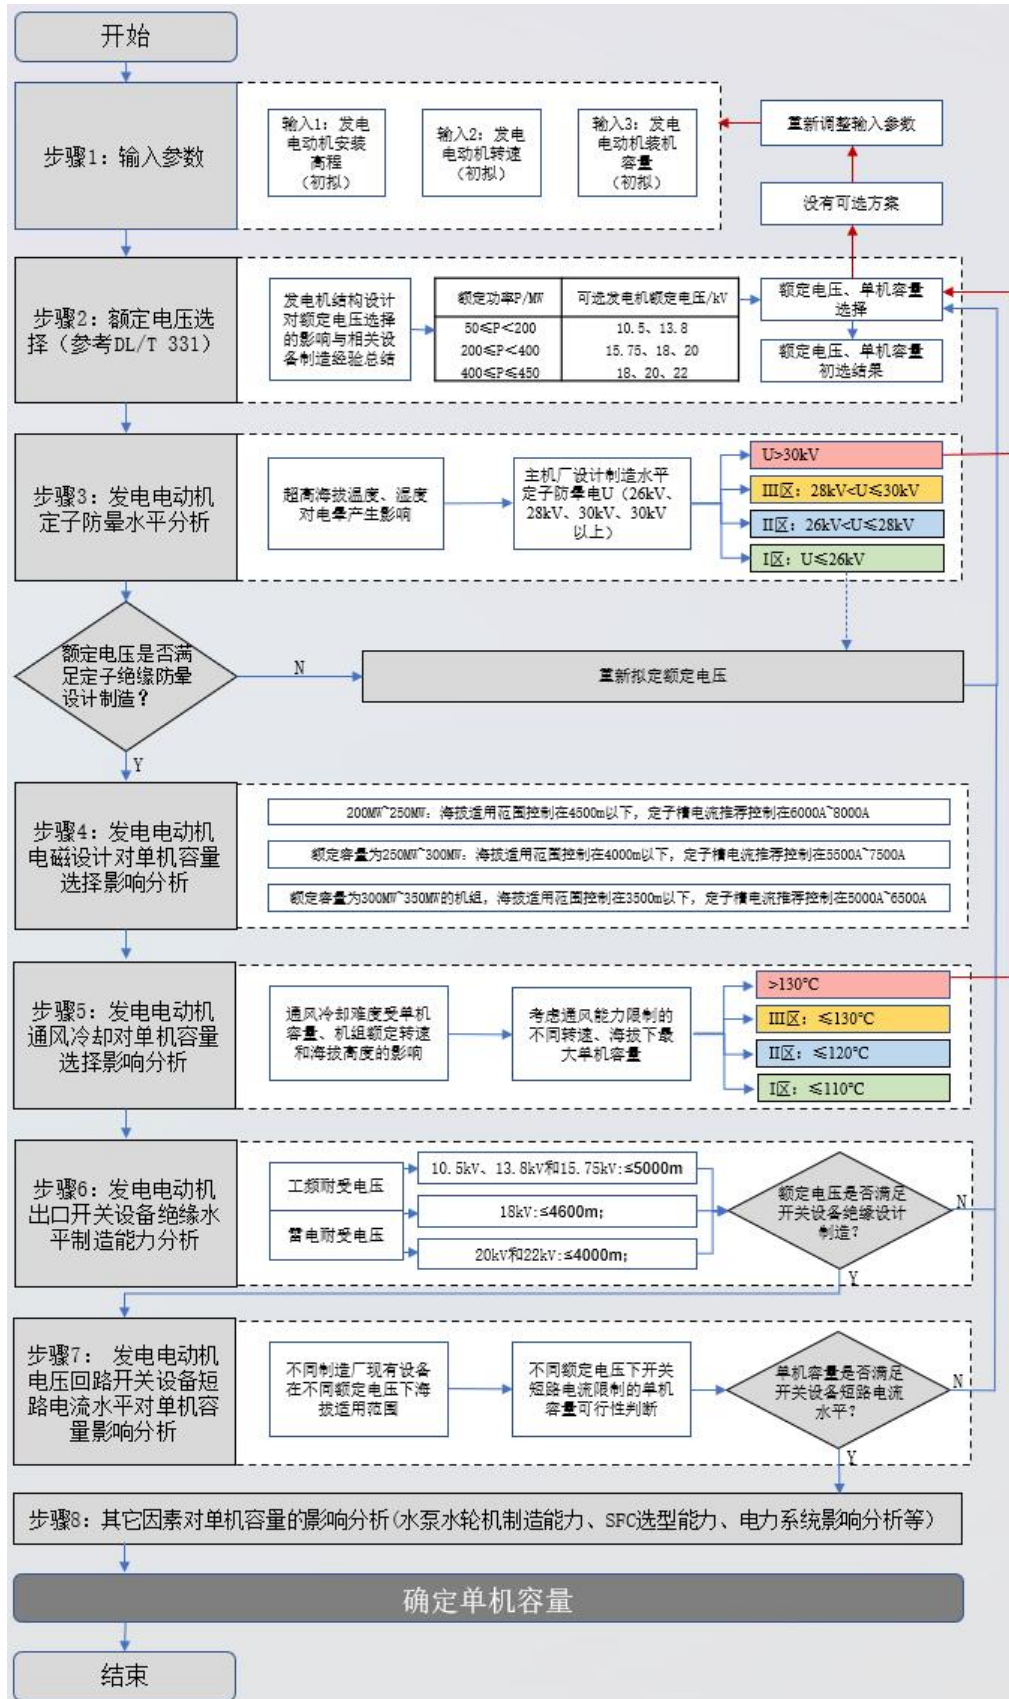 开始
步骤1：输入参数
输入1：发电
电动机安装
高程
（初拟）
输入2：发电
电动机转速
（初拟）
输入3：发电
电动机装机
容量
（初拟）
重新调整输入参数
没有可选方案
步骤2：额定电压选
择（参考DL/T 331）
发电机结构设计
对额定电压选择
的影响与相关设
备制造经验总结
额定功率P/MW
可选发电机额定电压/kV
50≤P<200
10.5、13.8
200≤P<400
15.75、18、20
400≤P≤450
18、20、22
额定电压、单机容量
选择
额定电压、单机容量
初选结果
步骤3：发电电动机
定子防晕水平分析
超高海拔温度、湿度
对电晕产生影响
主机厂设计制造水平
定子防晕电U（26kV、
28kV、30kV、30kV
以上）
U>30kV
III区：28kV<U≤30kV
II区：26kV<U≤28kV
I区：U≤26kV
额定电压是否满
足定子绝缘防晕
设计制造？
N
重新拟定额定电压
Y
步骤4：发电电动机
电磁设计对单机容量
选择影响分析
200MW~250MW：海拔适用范围控制在4500m以下，定子槽电流推荐控制在6000A~8000A
额定容量为250MW~300MW：海拔适用范围控制在4000m以下，定子槽电流推荐控制在5500A~7500A
额定容量为300MW~350MW的机组，海拔适用范围控制在3500m以下，定子槽电流推荐控制在5000A~6500A
步骤5：发电电动机
通风冷却对单机容量
选择影响分析
通风冷却难度受单机
容量、机组额定转速
和海拔高度的影响
考虑通风能力限制的
不同转速、海拔下最
大单机容量
>130℃
III区：≤130℃
II区：≤120℃
I区：≤110℃
步骤6：发电电动机
出口开关设备绝缘水
平制造能力分析
工频耐受电压
雷电耐受电压
10.5kV、13.8kV和15.75kV:≤5000m
18kV:≤4600m；
20kV和22kV:≤4000m；
额定电压是否满足
开关设备绝缘设计
制造？
N
Y
步骤7： 发电电动机
电压回路开关设备短
路电流水平对单机容
量影响分析
不同制造厂现有设备
在不同额定电压下海
拔适用范围
不同额定电压下开关
短路电流限制的单机
容量可行性判断
单机容量是否满足
开关设备短路电流
水平？
N
Y
步骤8：其它因素对单机容量的影响分析(水泵水轮机制造能力、SFC选型能力、电力系统影响分析等）
确定单机容量
结束